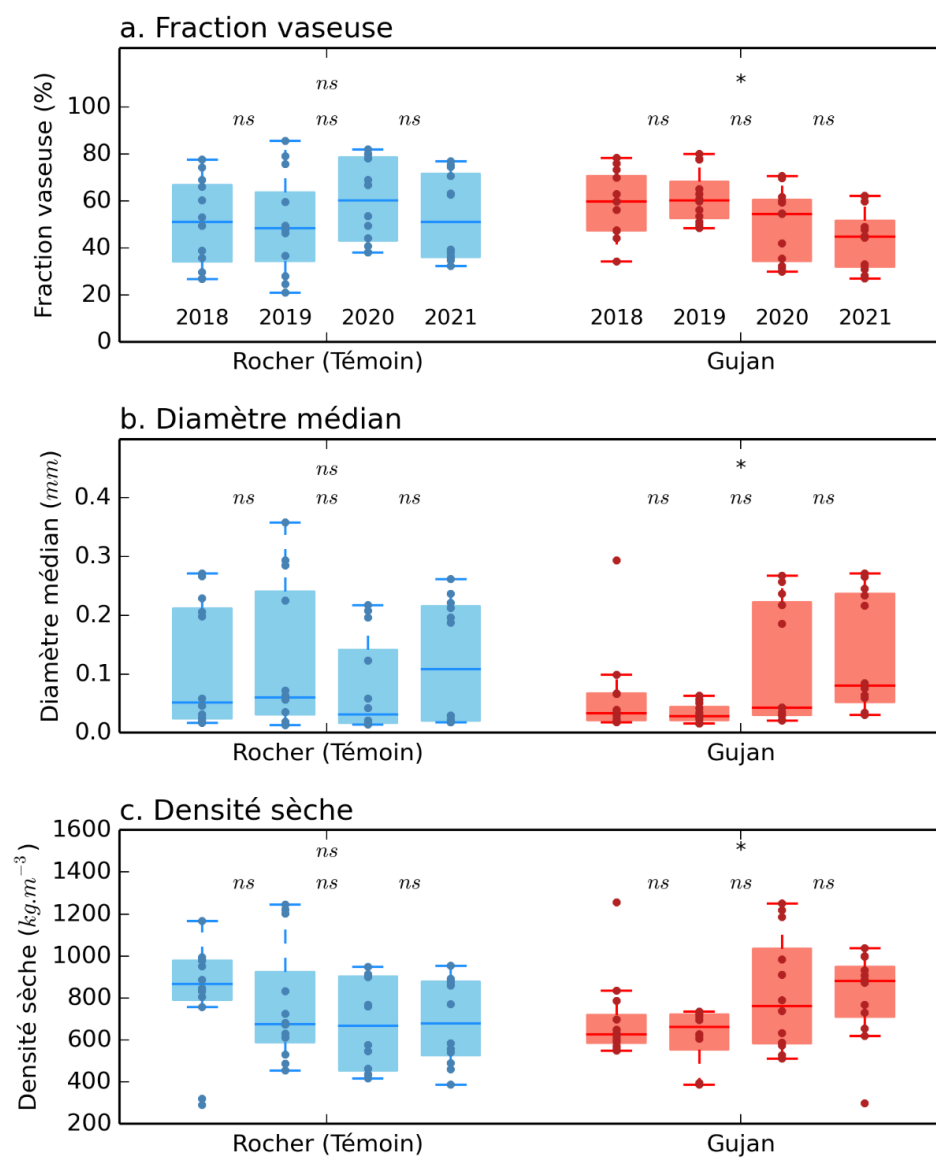 a. Fraction vaseuse
Fraction vaseuse (%)
100
80
60
40
20
0
ns
*
ns ns ns ns ns ns
2018 2019 2020 2021 2018 2019 2020 2021
Rocher (Témoin) Gujan
b. Diamètre médian
Diamètre médian (mm)
0.4
0.3
0.2
0.1
0.0
ns
*
ns ns ns ns ns ns
Rocher (Témoin) Gujan
c. Densité sèche
Densité sèche (kg.m⁻³)
1600
1400
1200
1000
800
600
400
200
ns
*
ns ns ns ns ns ns
Rocher (Témoin) Gujan